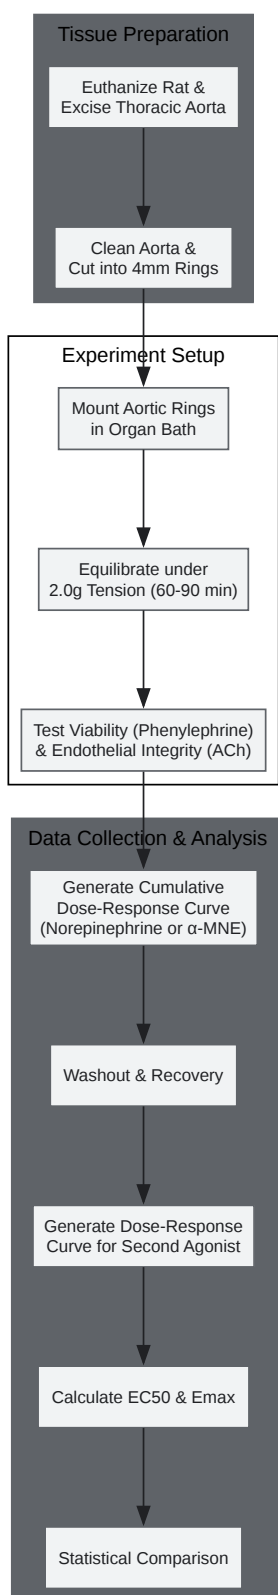 Tissue Preparation
Euthanize Rat &
Excise Thoracic Aorta
Clean Aorta &
Cut into 4mm Rings
Experiment Setup
Mount Aortic Rings
in Organ Bath
Equilibrate under
2.0g Tension (60-90 min)
Test Viability (Phenylephrine)
& Endothelial Integrity (ACh)
Data Collection & Analysis
Generate Cumulative
Dose-Response Curve
(Norepinephrine or α-MNE)
Washout & Recovery
Generate Dose-Response
Curve for Second Agonist
Calculate EC50 & Emax
Statistical Comparison